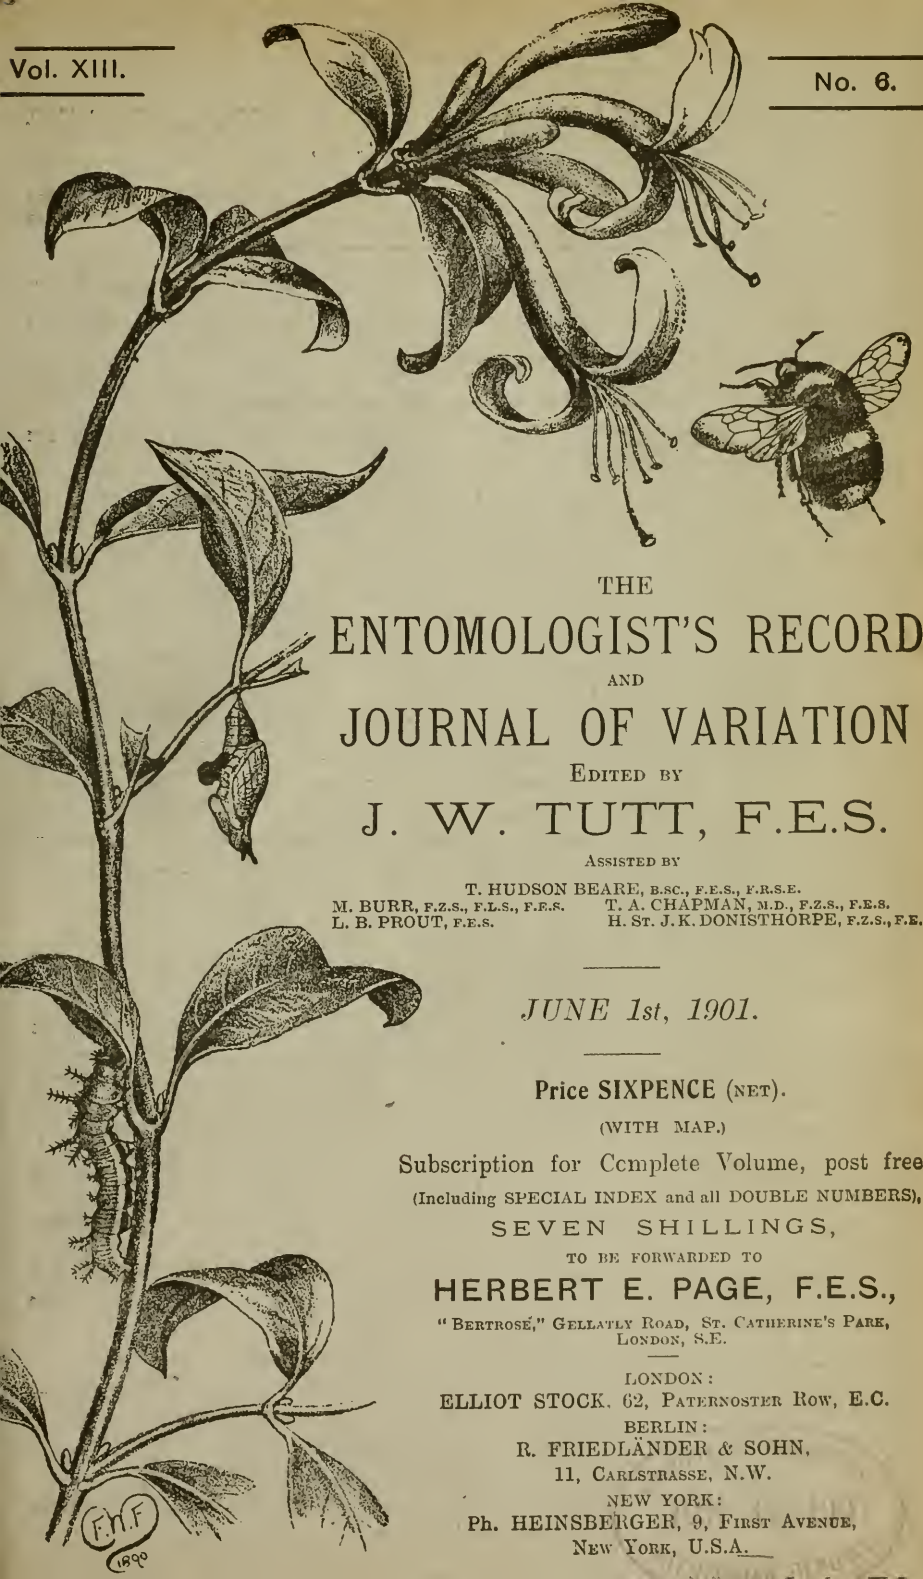 Vol. XIII.
No. 6.
THE
ENTOMOLOGIST'S RECORD
AND
JOURNAL OF VARIATION
EDITED BY
J. W. TUTT, F.E.S.
ASSISTED BY
T. HUDSON BEARE, B.SC., F.E.S., F.R.S.E.
M. BURR, F.Z.S., F.L.S., F.E.S. T. A. CHAPMAN, M.D., F.Z.S., F.E.S.
L. B. PROUT, F.E.S. H. ST. J. K. DONISTHORPE, F.Z.S., F.E.
JUNE 1st, 1901.
Price SIXPENCE (NET).
(WITH MAP.)
Subscription for Complete Volume, post free
(Including SPECIAL INDEX and all DOUBLE NUMBERS),
SEVEN SHILLINGS,
TO BE FORWARDED TO
HERBERT E. PAGE, F.E.S.,
"BERTROSE," GELLATLY ROAD, ST. CATHERINE'S PARK,
LONDON, S.E.
LONDON:
ELLIOT STOCK. 62, PATERNOSTER ROW, E.C.
BERLIN:
R. FRIEDLÄNDER & SOHN,
11, CARLSTRASSE, N.W.
NEW YORK:
Ph. HEINSBERGER, 9, FIRST AVENUE,
NEW YORK, U.S.A.
F.W.F
1890